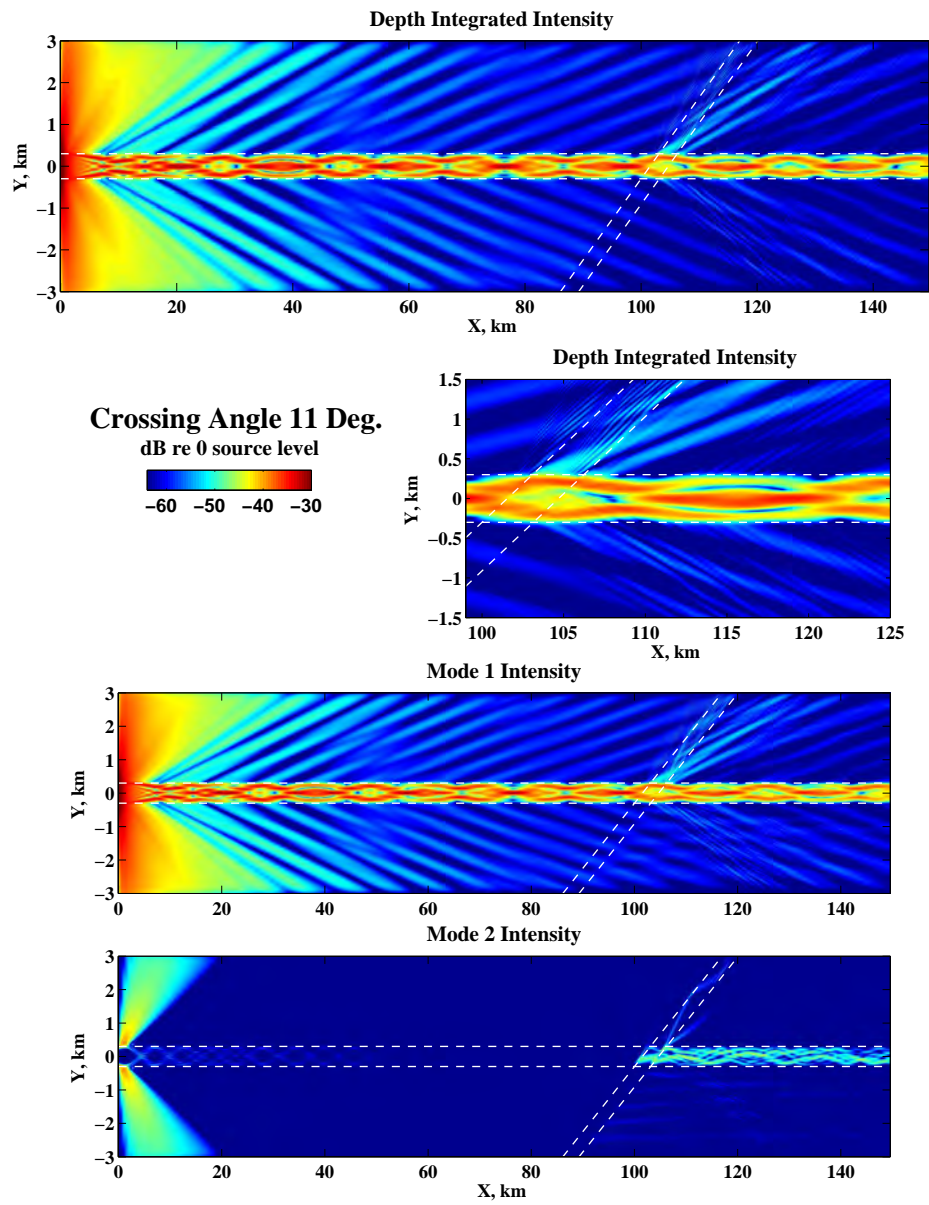 Depth Integrated Intensity
3
2
1
0
−1
−2
−3
Y, km
0 20 40 60 80 100 120 140
X, km
Depth Integrated Intensity
Crossing Angle 11 Deg.
dB re 0 source level
−60 −50 −40 −30
1.5
1
0.5
0
−0.5
−1
−1.5
Y, km
100 105 110 115 120 125
X, km
Mode 1 Intensity
3
2
1
0
−1
−2
−3
Y, km
0 20 40 60 80 100 120 140
Mode 2 Intensity
3
2
1
0
−1
−2
−3
Y, km
0 20 40 60 80 100 120 140
X, km